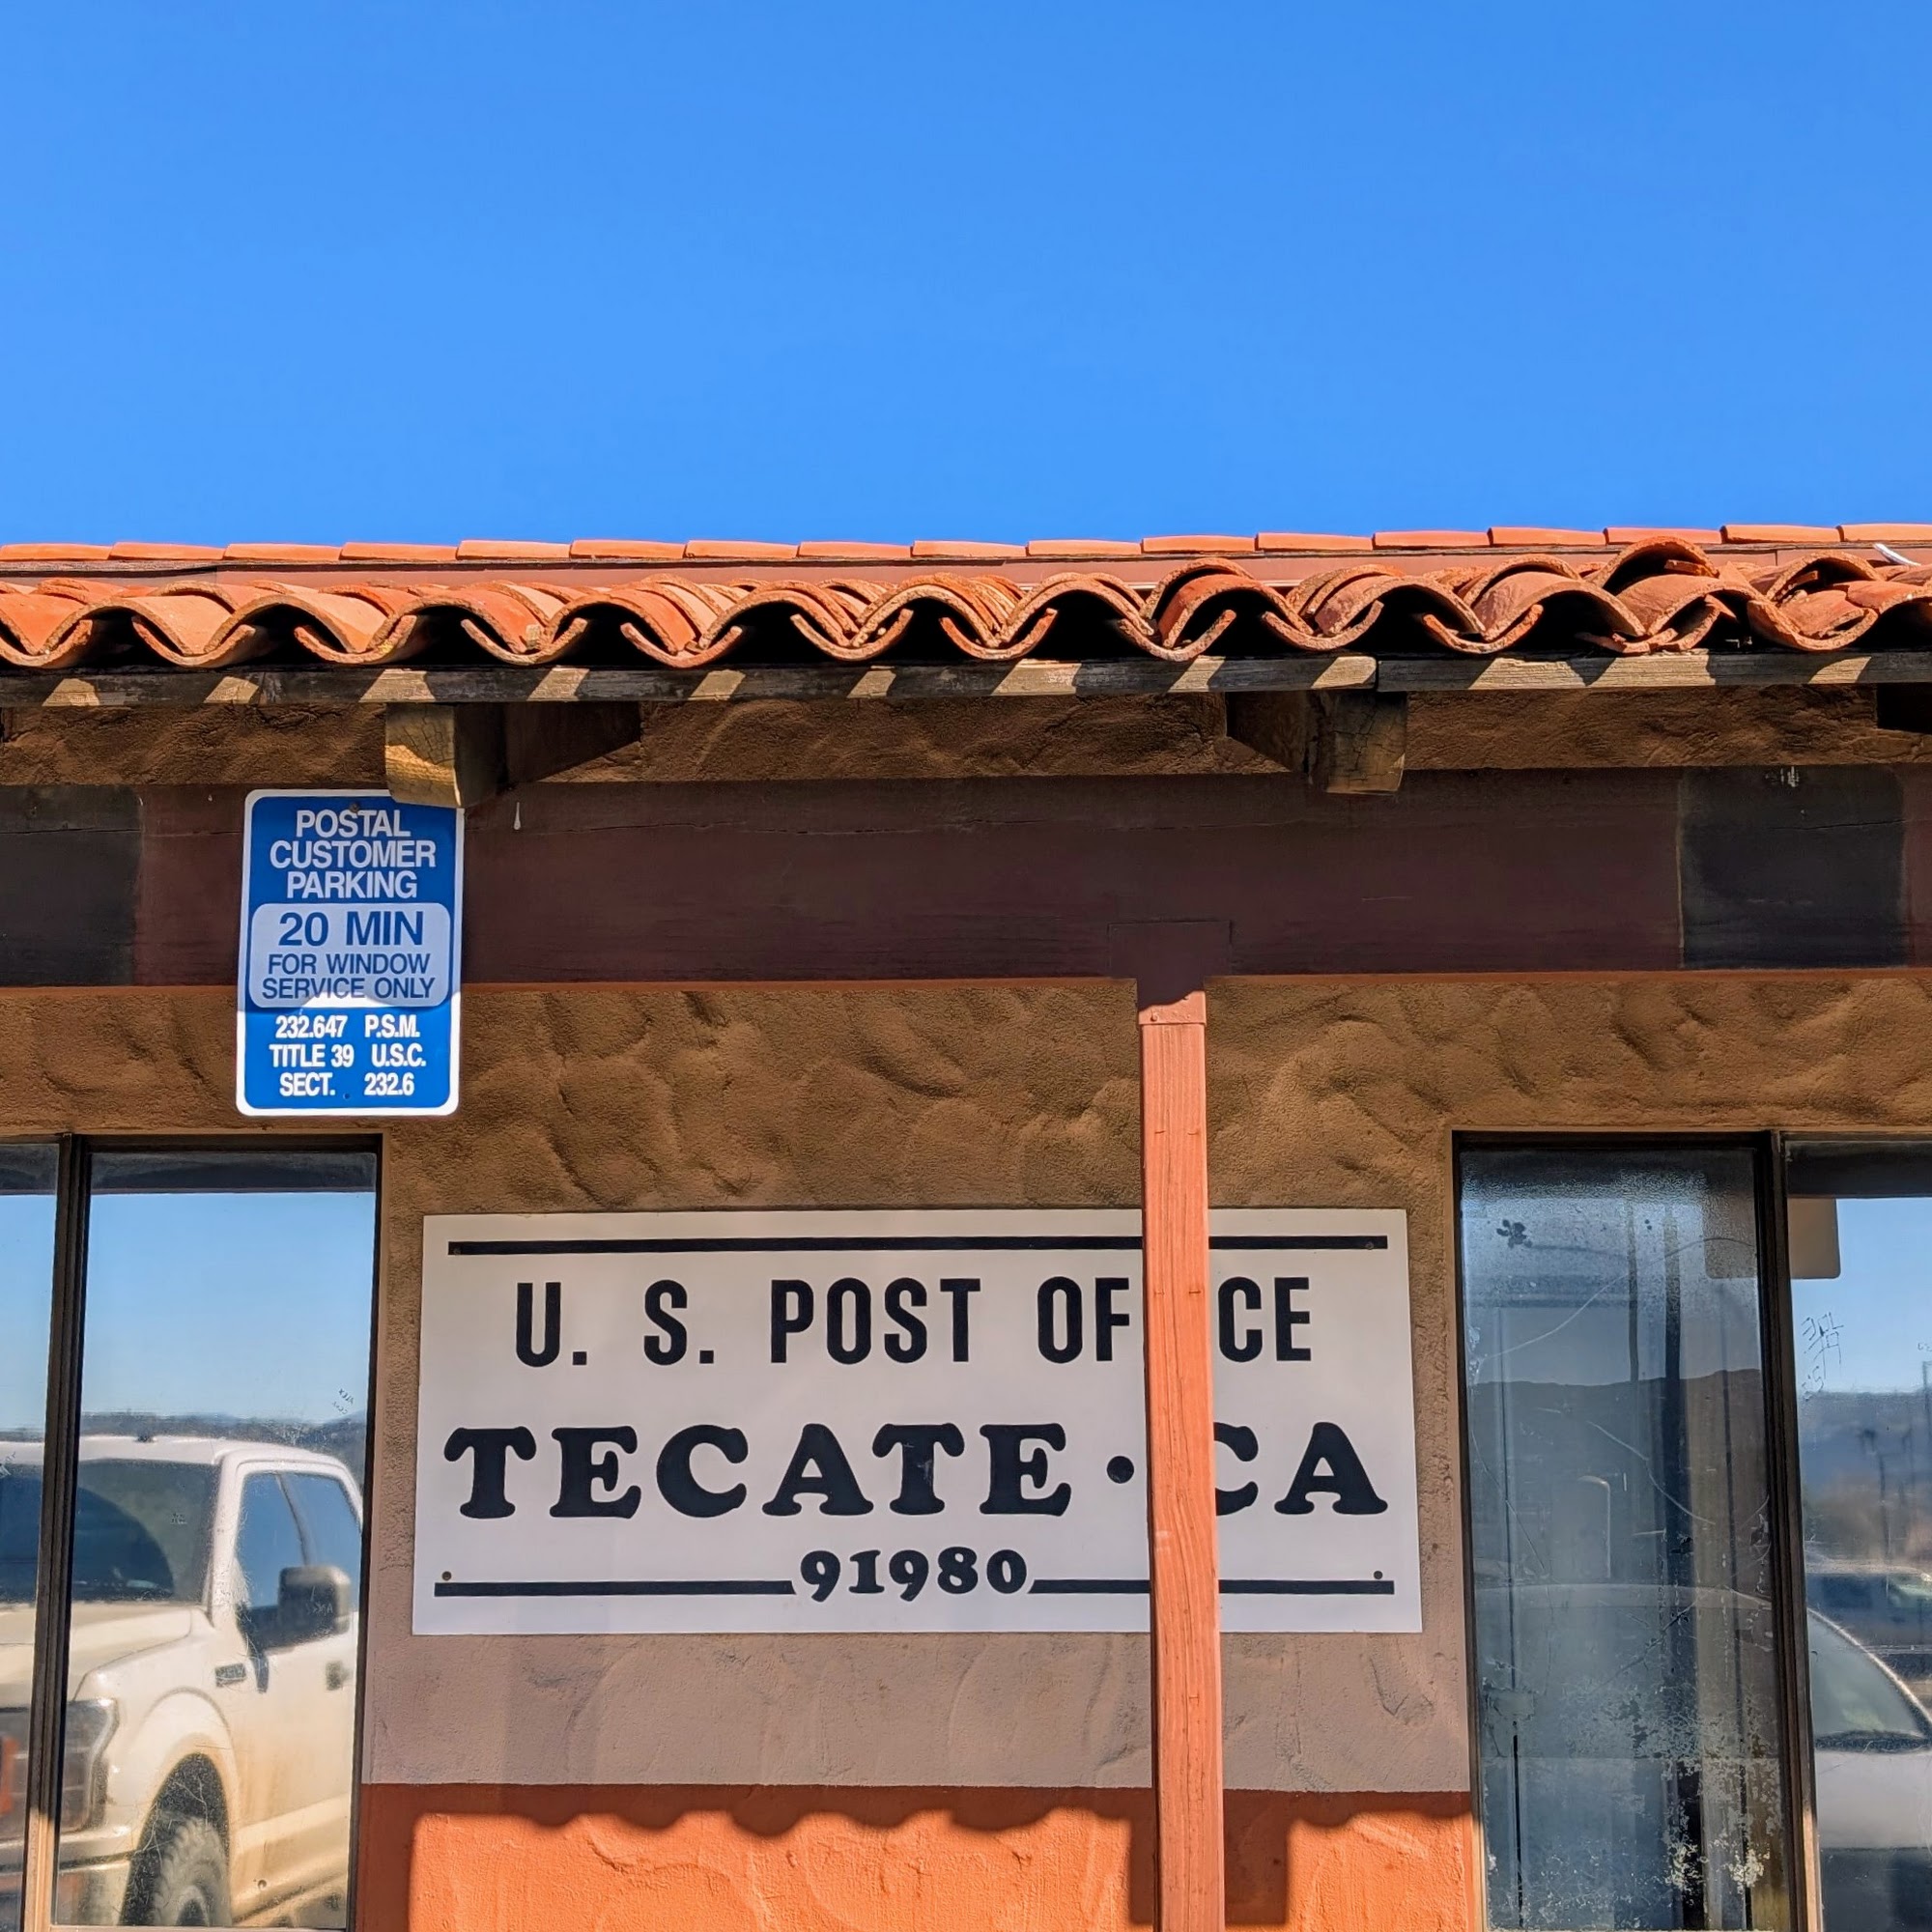 POSTAL
CUSTOMER
PARKING
20 MIN
FOR WINDOW
SERVICE ONLY
232.647 P.S.M.
TITLE 39 U.S.C.
SECT. 232.6
U. S. POST OF CE
TECATE • CA
91980